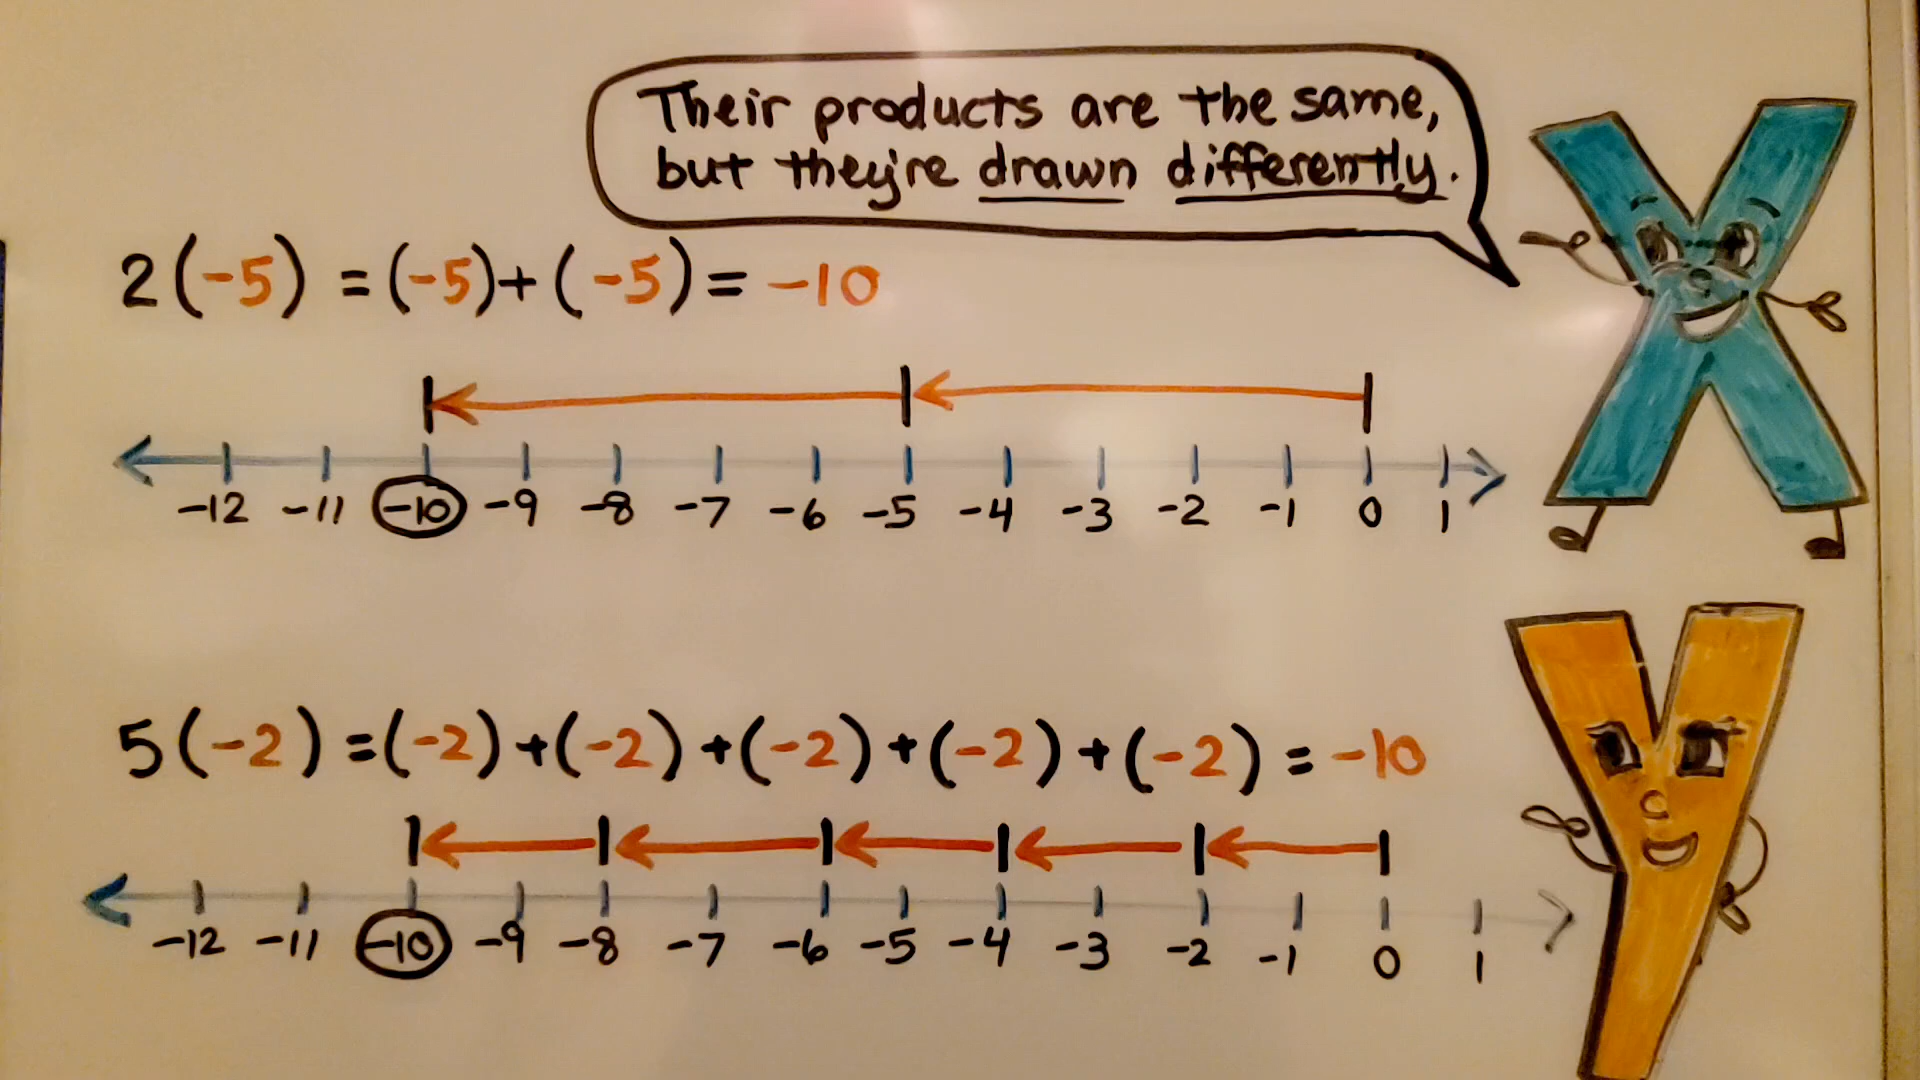 Their products are the same,
but they're drawn differently.
2(-5) = (-5)+(-5) = -10
-12 -11 -10 -9 -8 -7 -6 -5 -4 -3 -2 -1 0 1
5(-2) = (-2)+(-2)+(-2)+(-2)+(-2) = -10
-12 -11 -10 -9 -8 -7 -6 -5 -4 -3 -2 -1 0 1